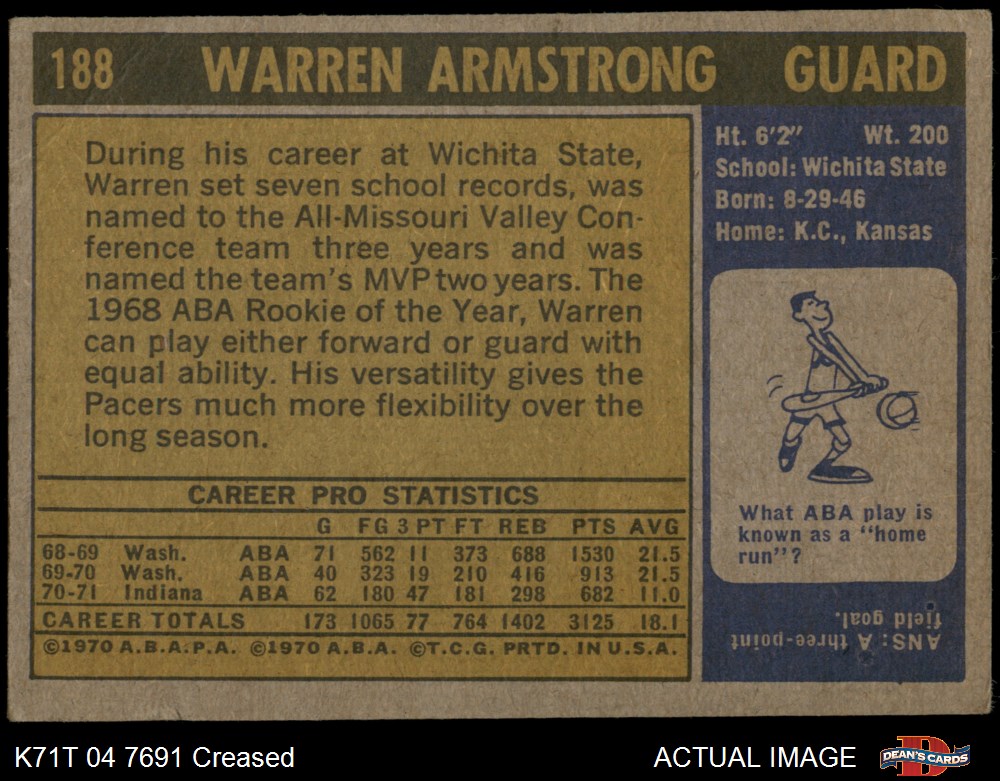 188 WARREN ARMSTRONG GUARD
During his career at Wichita State,
Warren set seven school records, was
named to the All-Missouri Valley Con-
ference team three years and was
named the team's MVP two years. The
1968 ABA Rookie of the Year, Warren
can play either forward or guard with
equal ability. His versatility gives the
Pacers much more flexibility over the
long season.
CAREER PRO STATISTICS
G FG 3 PT FT REB PTS AVG
68-69 Wash. ABA 71 562 11 373 688 1530 21.5
69-70 Wash. ABA 40 323 19 210 416 913 21.5
70-71 Indiana ABA 62 180 47 181 298 682 11.0
CAREER TOTALS 173 1065 77 764 1402 3125 18.1
©1970 A.B.A.P.A. ©1970 A.B.A. ©T.C.G. PRTD. IN U.S.A.
Ht. 6'2" Wt. 200
School: Wichita State
Born: 8-29-46
Home: K.C., Kansas
What ABA play is
known as a "home
run"?
ANS: A three-point
field goal.
K71T 04 7691 Creased
ACTUAL IMAGE
D
DEAN'S CARDS